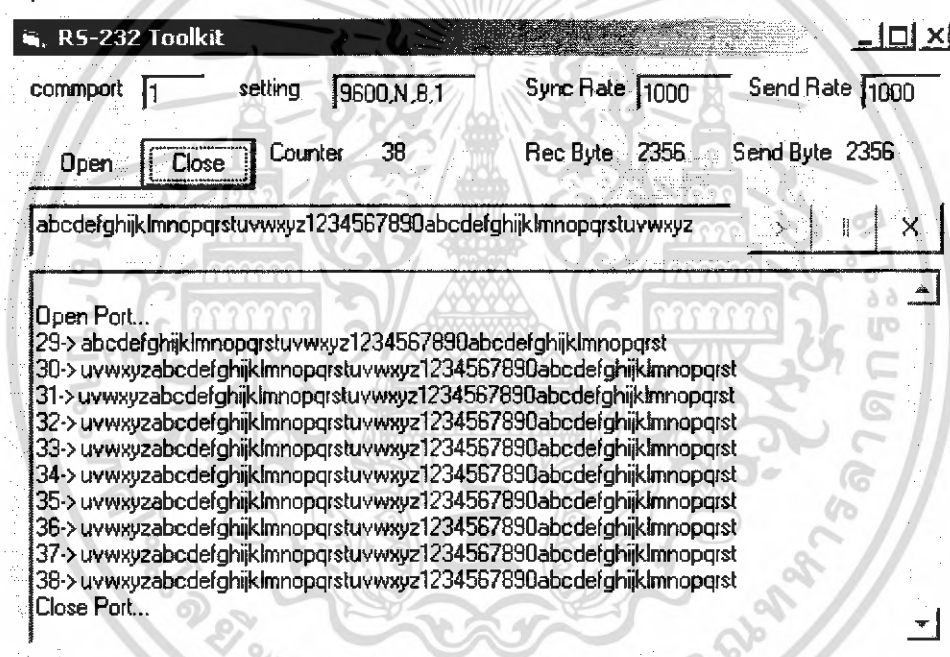 RS-232 Toolkit
commport 1 setting 9600,N,8,1 Sync Rate 1000 Send Rate 1000
Open Close Counter 38 Rec Byte 2356 Send Byte 2356
abcdefghijklmnopqrstuvwxyz1234567890abcdefghijklmnopqrstuvwxyz
Open Port...
29-> abcdefghijklmnopqrstuvwxyz1234567890abcdefghijklmnopqrst
30-> uvwxyzabcdefghijklmnopqrstuvwxyz1234567890abcdefghijklmnopqrst
31-> uvwxyzabcdefghijklmnopqrstuvwxyz1234567890abcdefghijklmnopqrst
32-> uvwxyzabcdefghijklmnopqrstuvwxyz1234567890abcdefghijklmnopqrst
33-> uvwxyzabcdefghijklmnopqrstuvwxyz1234567890abcdefghijklmnopqrst
34-> uvwxyzabcdefghijklmnopqrstuvwxyz1234567890abcdefghijklmnopqrst
35-> uvwxyzabcdefghijklmnopqrstuvwxyz1234567890abcdefghijklmnopqrst
36-> uvwxyzabcdefghijklmnopqrstuvwxyz1234567890abcdefghijklmnopqrst
37-> uvwxyzabcdefghijklmnopqrstuvwxyz1234567890abcdefghijklmnopqrst
38-> uvwxyzabcdefghijklmnopqrstuvwxyz1234567890abcdefghijklmnopqrst
Close Port...